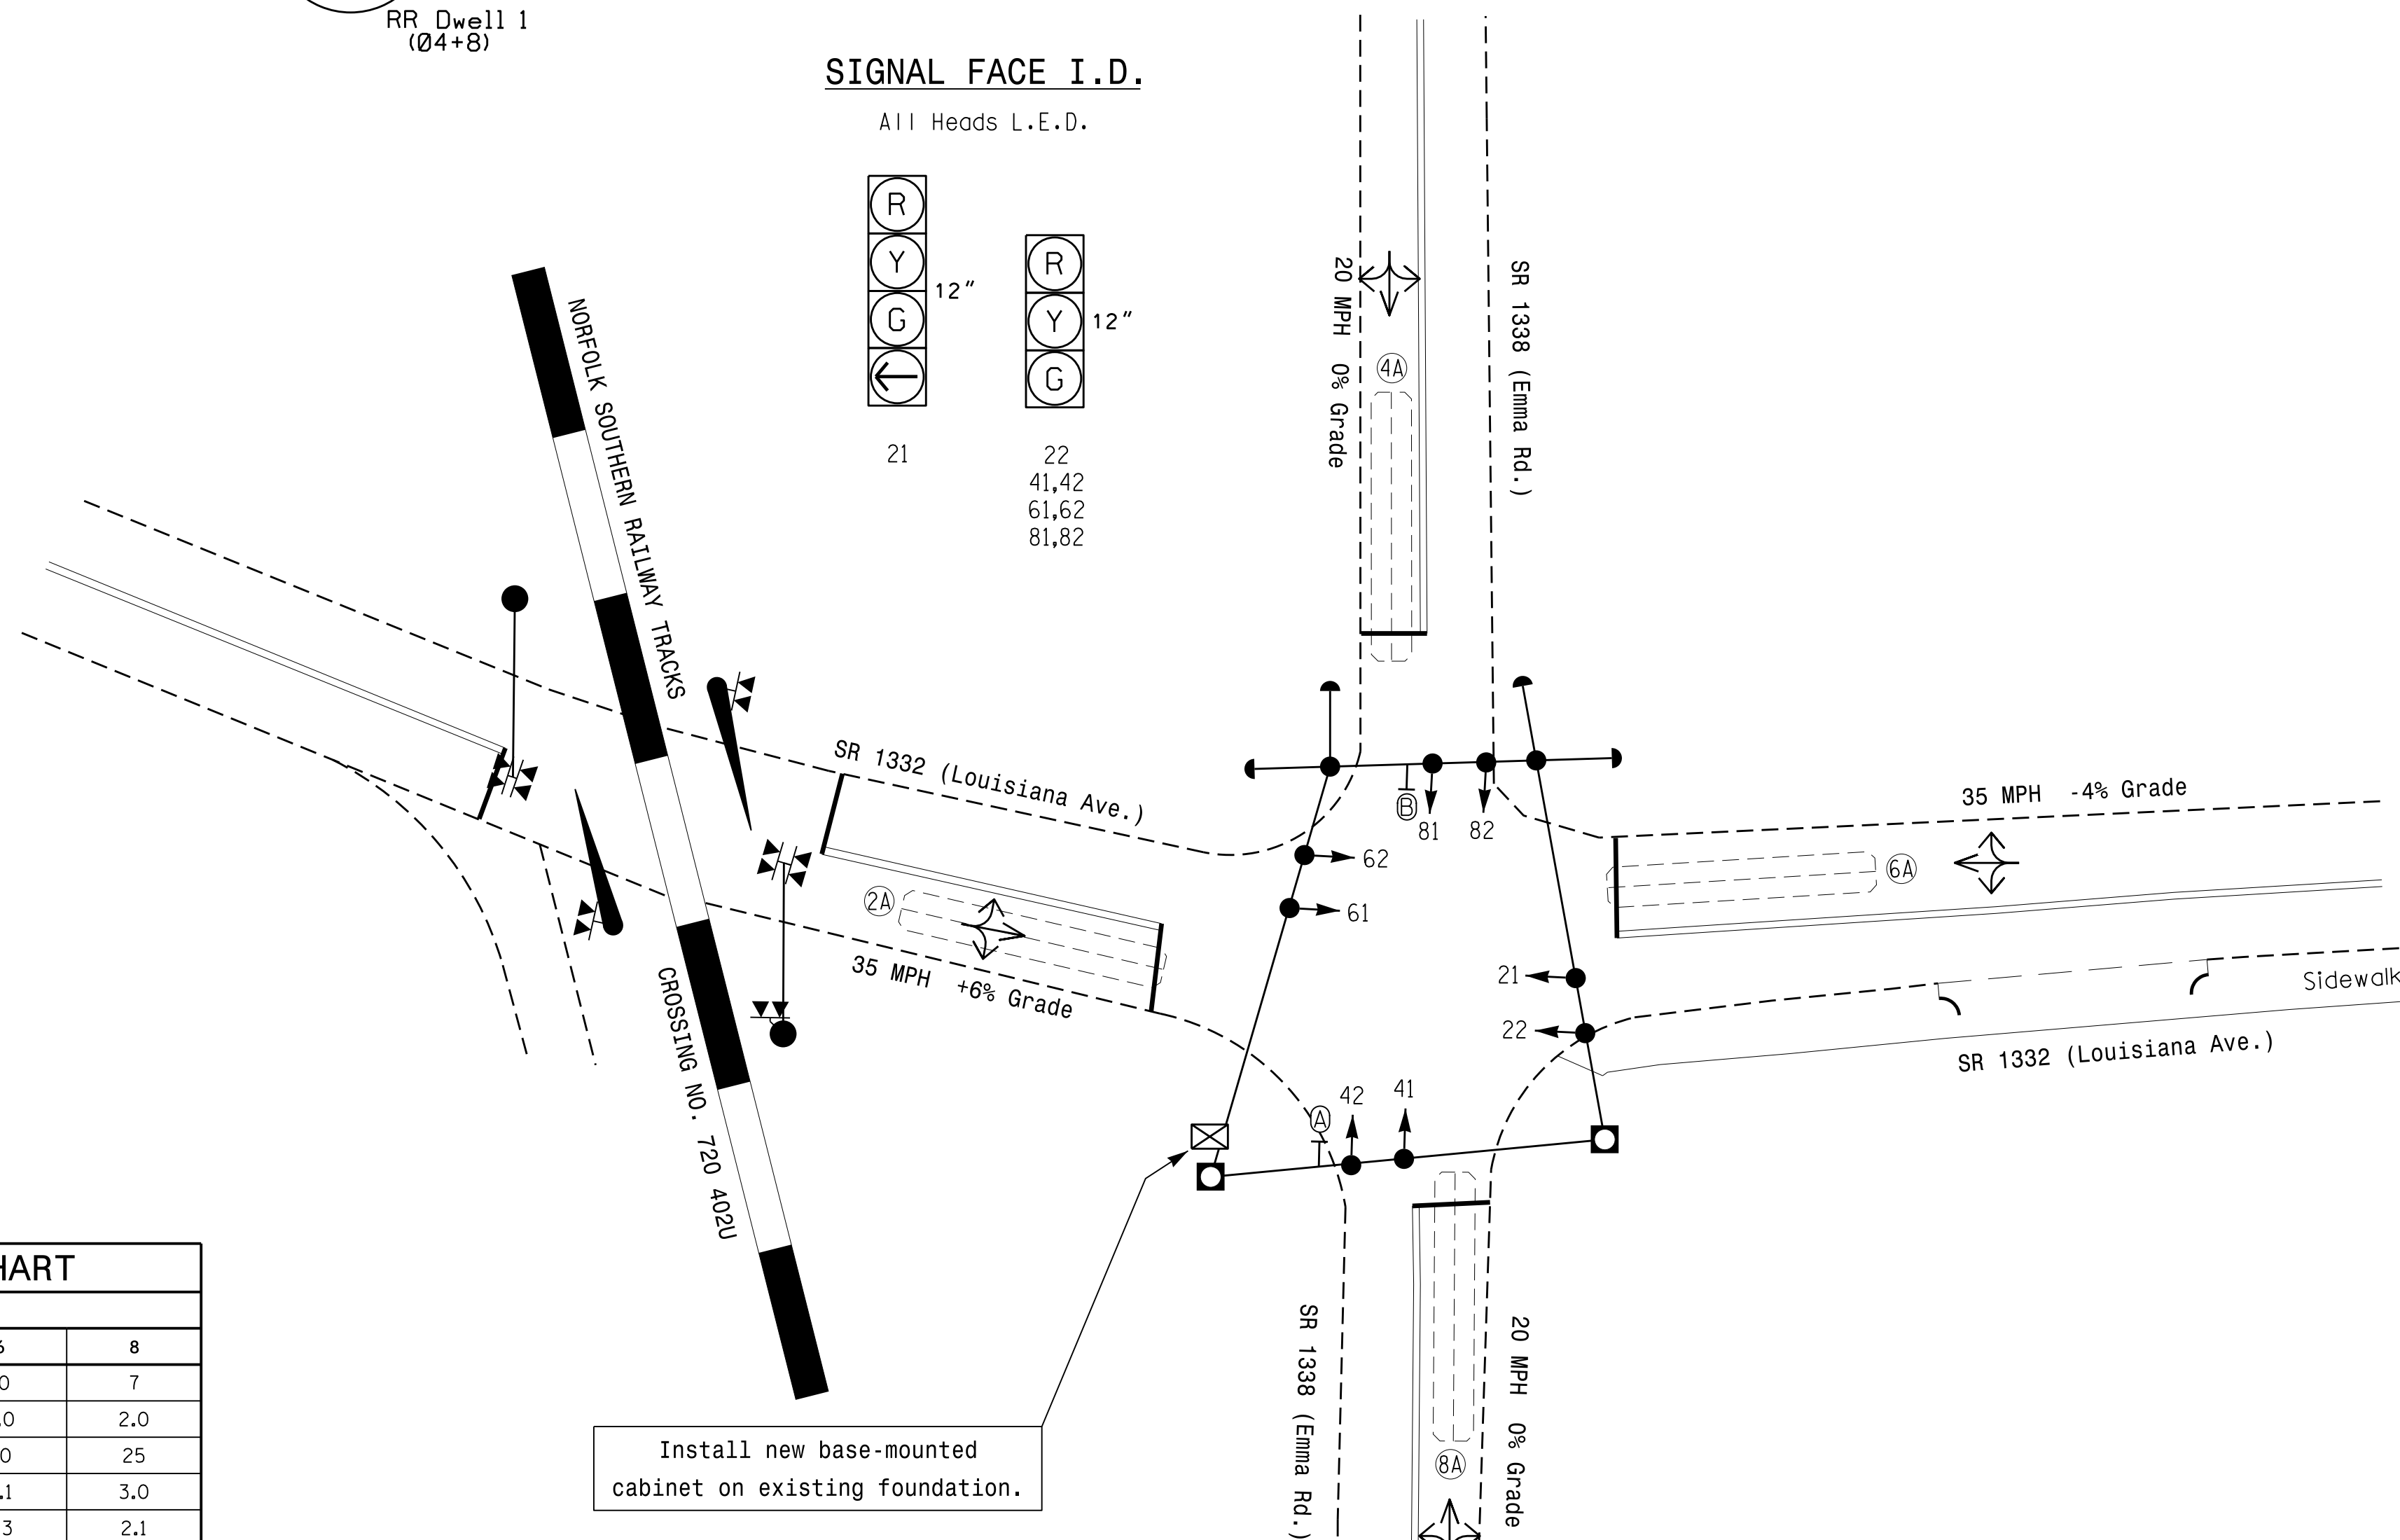 RR Dwell 1
(Ø4+8)
SIGNAL FACE I.D.
All Heads L.E.D.
R
Y
G
12"
21
R
Y
G
12"
22
41,42
61,62
81,82
NORFOLK SOUTHERN RAILWAY TRACKS
CROSSING NO. 720 402U
20 MPH 0% Grade
SR 1338 (Emma Rd.)
4A
SR 1332 (Louisiana Ave.)
2A
35 MPH +6% Grade
B
81
82
62
61
35 MPH -4% Grade
6A
21
22
Sidewalk
SR 1332 (Louisiana Ave.)
A
42
41
SR 1338 (Emma Rd.)
20 MPH 0% Grade
8A
Install new base-mounted
cabinet on existing foundation.
HART
8
7
2.0
25
.1 3.0
3 2.1